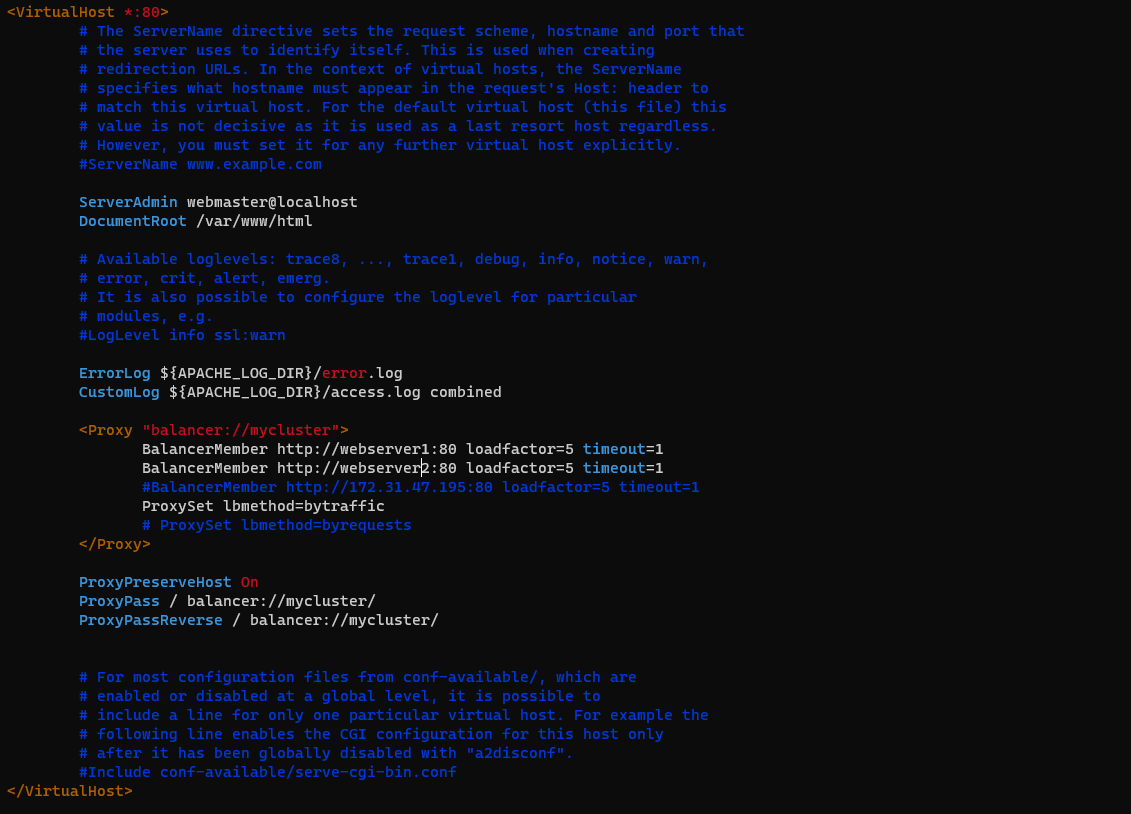 <VirtualHost *:80>
# The ServerName directive sets the request scheme, hostname and port that
# the server uses to identify itself. This is used when creating
# redirection URLs. In the context of virtual hosts, the ServerName
# specifies what hostname must appear in the request's Host: header to
# match this virtual host. For the default virtual host (this file) this
# value is not decisive as it is used as a last resort host regardless.
# However, you must set it for any further virtual host explicitly.
#ServerName www.example.com
ServerAdmin webmaster@localhost
DocumentRoot /var/www/html
# Available loglevels: trace8, ..., trace1, debug, info, notice, warn,
# error, crit, alert, emerg.
# It is also possible to configure the loglevel for particular
# modules, e.g.
#LogLevel info ssl:warn
ErrorLog ${APACHE_LOG_DIR}/error.log
CustomLog ${APACHE_LOG_DIR}/access.log combined
<Proxy "balancer://mycluster">
BalancerMember http://webserver1:80 loadfactor=5 timeout=1
BalancerMember http://webserver2:80 loadfactor=5 timeout=1
#BalancerMember http://172.31.47.195:80 loadfactor=5 timeout=1
ProxySet lbmethod=bytraffic
# ProxySet lbmethod=byrequests
</Proxy>
ProxyPreserveHost On
ProxyPass / balancer://mycluster/
ProxyPassReverse / balancer://mycluster/
# For most configuration files from conf-available/, which are
# enabled or disabled at a global level, it is possible to
# include a line for only one particular virtual host. For example the
# following line enables the CGI configuration for this host only
# after it has been globally disabled with "a2disconf".
#Include conf-available/serve-cgi-bin.conf
</VirtualHost>